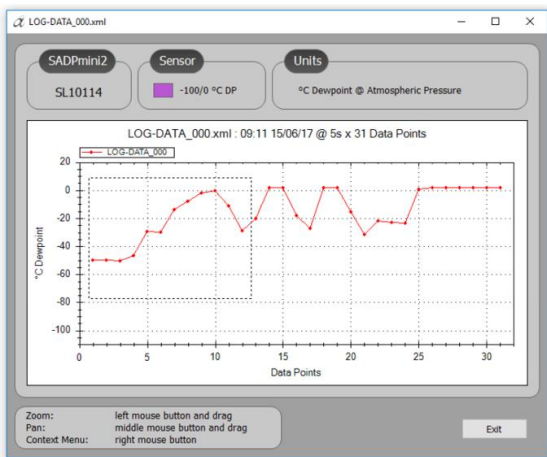 LOG-DATA_000.xml
SADPmini2
SL10114
Sensor
-100/0 ºC DP
Units
ºC Dewpoint @ Atmospheric Pressure
LOG-DATA_000.xml : 09:11 15/06/17 @ 5s x 31 Data Points
LOG-DATA_000
20
0
-20
-40
-60
-80
-100
°C Dewpoint
0 5 10 15 20 25 30
Data Points
Zoom: left mouse button and drag
Pan: middle mouse button and drag
Context Menu: right mouse button
Exit